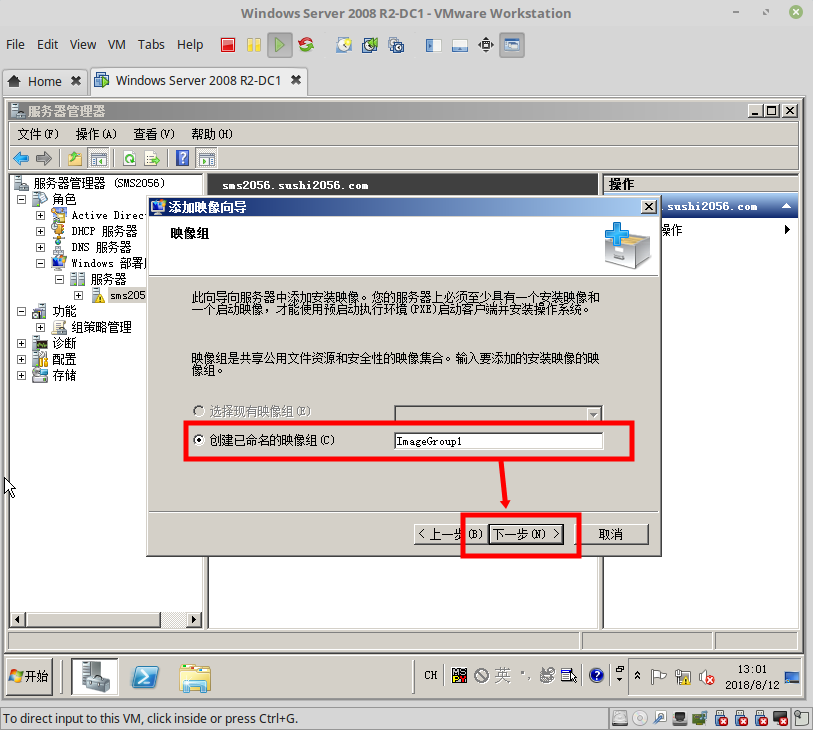 Windows Server 2008 R2-DC1 - VMware Workstation
File Edit View VM Tabs Help
Home Windows Server 2008 R2-DC1
服务器管理器
文件(F) 操作(A) 查看(V) 帮助(H)
服务器管理器 (SMS2056)
角色
Active Direc
DHCP 服务器
DNS 服务器
Windows 部署
服务器
sms205
功能
组策略管理
诊断
配置
存储
sms2056.sushi2056.com
操作
.sushi2056.com
操作
添加映像向导
映像组
此向导向服务器中添加安装映像。您的服务器上必须至少具有一个安装映像和
一个启动映像，才能使用预启动执行环境(PXE)启动客户端并安装操作系统。
映像组是共享公用文件资源和安全性的映像集合。输入要添加的安装映像的映
像组。
选择现有映像组(E)
创建已命名的映像组(C) ImageGroup1
< 上一步(B) 下一步(N) > 取消
开始 CH 英 13:01
2018/8/12
To direct input to this VM, click inside or press Ctrl+G.